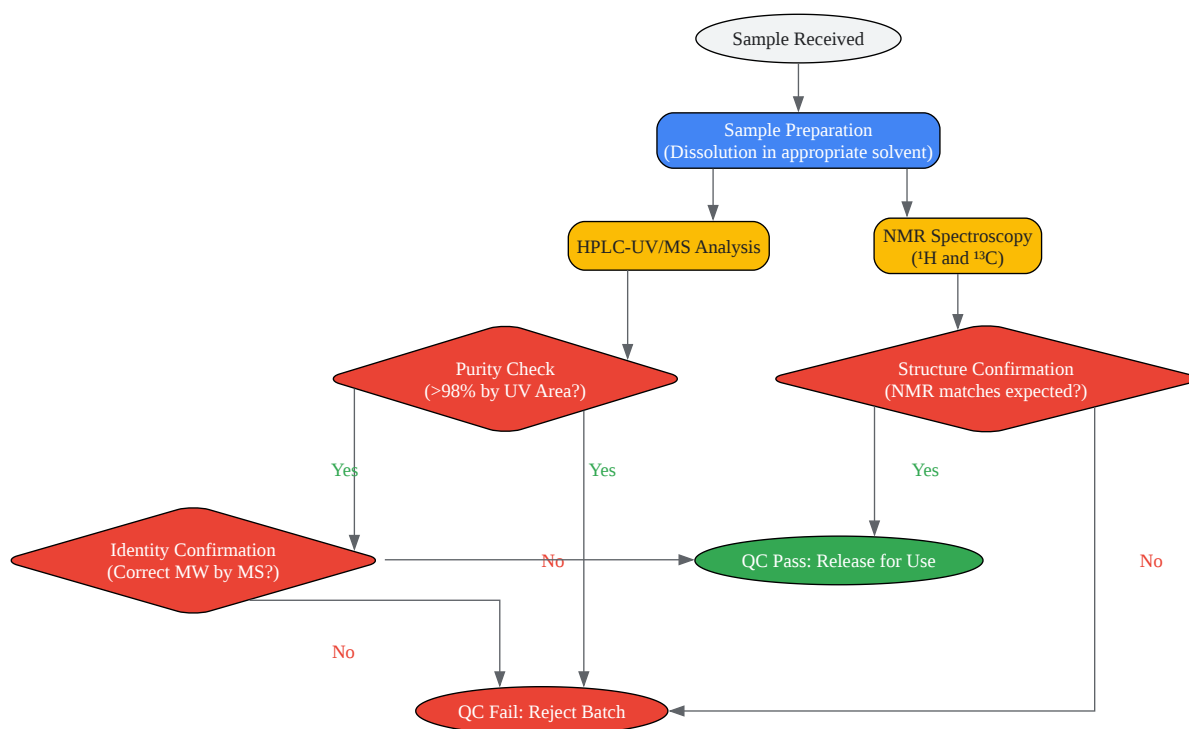 Sample Received
Sample Preparation
(Dissolution in appropriate solvent)
HPLC-UV/MS Analysis
NMR Spectroscopy
(¹H and ¹³C)
Purity Check
(>98% by UV Area?)
Structure Confirmation
(NMR matches expected?)
Yes
Yes
Yes
Identity Confirmation
(Correct MW by MS?)
No
QC Pass: Release for Use
No
No
QC Fail: Reject Batch